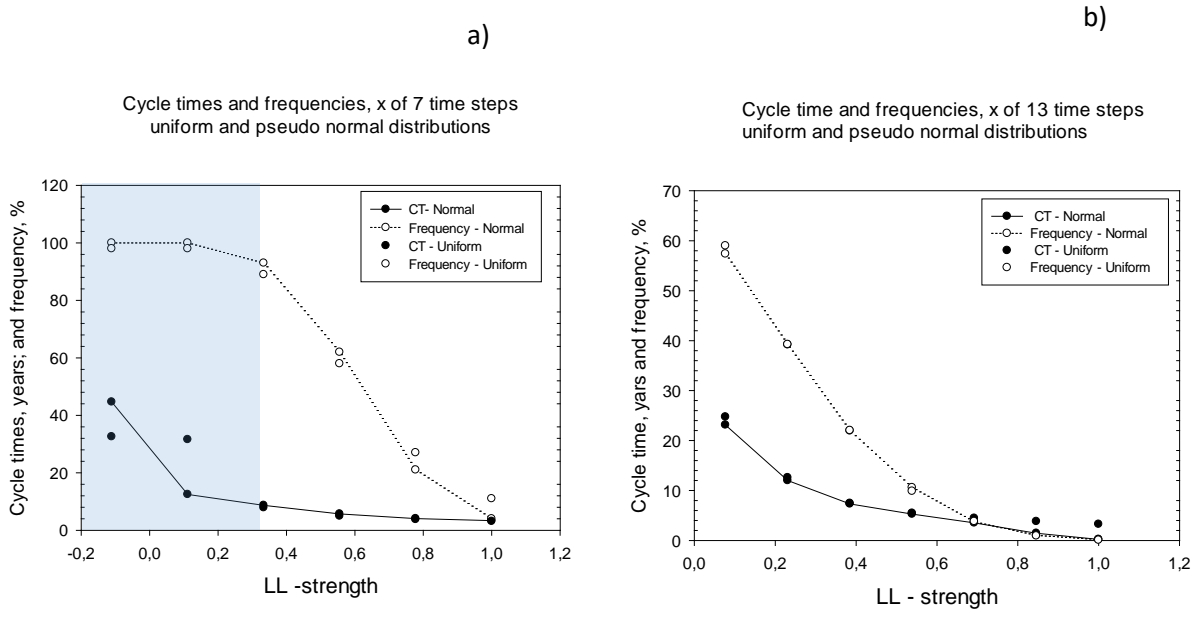 a)
Cycle times and frequencies, x of 7 time steps
uniform and pseudo normal distributions
Cycle times, years; and frequency, %
120
100
80
60
40
20
0
CT- Normal
Frequency - Normal
CT - Uniform
Frequency - Uniform
-0,2 0,0 0,2 0,4 0,6 0,8 1,0 1,2
LL -strength
b)
Cycle time and frequencies, x of 13 time steps
uniform and pseudo normal distributions
Cycle time, yars and frequency, %
70
60
50
40
30
20
10
0
CT - Normal
Frequency - Normal
CT - Uniform
Frequency - Uniform
0,0 0,2 0,4 0,6 0,8 1,0 1,2
LL - strength